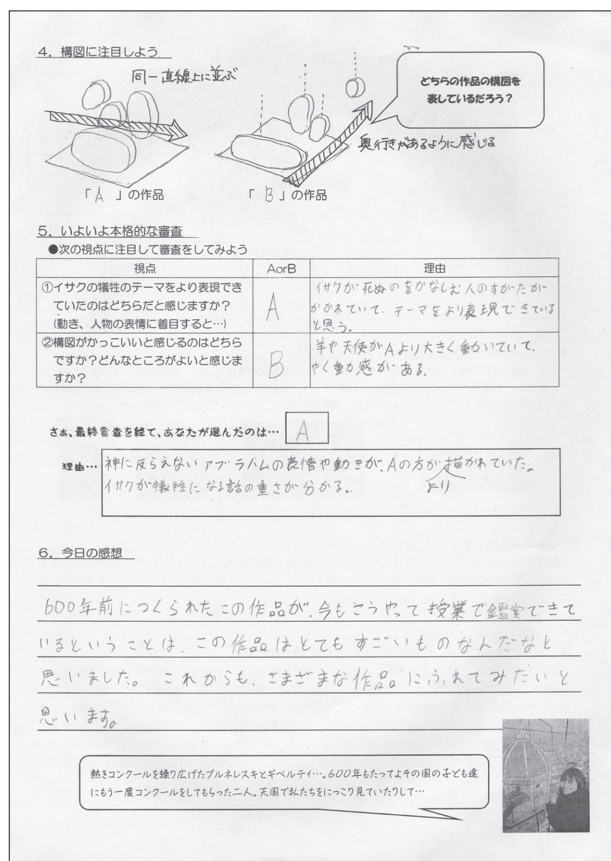 4．構図に注目しよう
同一直線上に並ぶ
どちらの作品の構図を
表しているだろう？
奥行きがあるように感じる
「A」の作品
「B」の作品
5．いよいよ本格的な審査
●次の視点に注目して審査をしてみよう
視点 AorB 理由
①イサクの犠牲のテーマをより表現でき
ていたのはどちらだと感じますか？
(動き、人物の表情に着目すると…)
A
イサクが死ぬのをかなしむ人のすがたが
かかれていて、テーマをより表現できている
と思う。
②構図がかっこいいと感じるのはどちら
ですか？どんなところがよいと感じま
すか？
B
羊や天使がAより大きく動いていて、
やく動感がある。
さあ、最終審査を経て、あなたが選んだのは… A
理由… 神に反らえないアブラハムの表情や動きが、Aの方が描かれていた。
より
イサクが犠牲になる話の重さが分かる。
6．今日の感想
600年前につくられたこの作品が、今もこうやって授業で鑑賞できて
いるということは、この作品はとてもすごいものなんだなと
思いました。これからも、さまざまな作品にふれてみたいと
思います。
熱きコンクールを繰り広げたブルネレスキとギベルティ…。600年もたってよその国の子ども達
にもう一度コンクールをしてもらった二人。天国で私たちをにっこり見ていたりして…